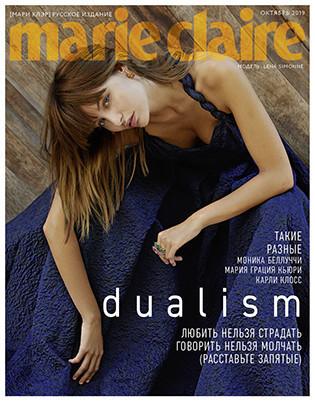 [МАРИ КЛЭР] РУССКОЕ ИЗДАНИЕ
ОКТЯБРЬ 2019
marie claire
МОДЕЛЬ: LENA SIMONNE
ТАКИЕ
РАЗНЫЕ
МОНИКА БЕЛЛУЧЧИ
МАРИЯ ГРАЦИЯ КЬЮРИ
КАРЛИ КЛОСС
dualism
ЛЮБИТЬ НЕЛЬЗЯ СТРАДАТЬ
ГОВОРИТЬ НЕЛЬЗЯ МОЛЧАТЬ
(РАССТАВЬТЕ ЗАПЯТЫЕ)